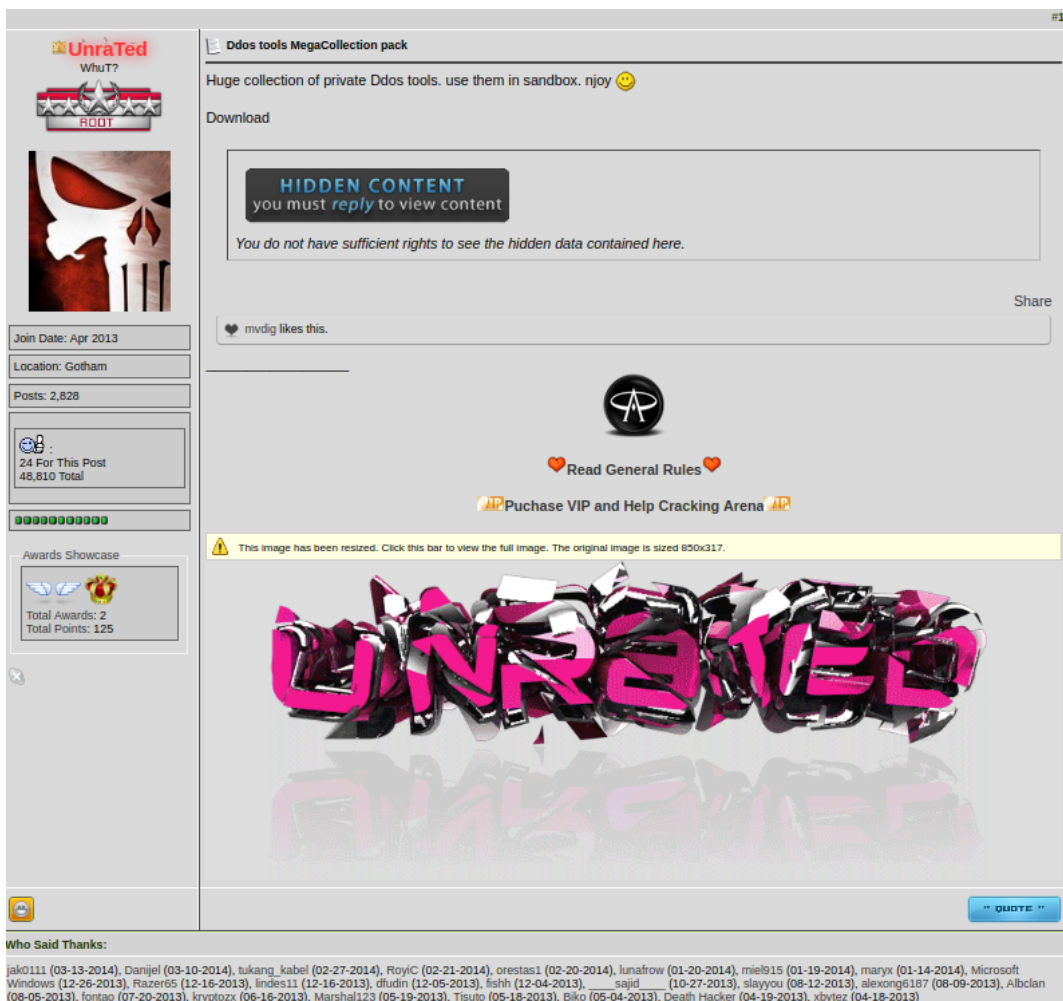 #1
UnraTed
WhuT?
ROOT
Join Date: Apr 2013
Location: Gotham
Posts: 2,828
:
24 For This Post
48,810 Total
Awards Showcase
Total Awards: 2
Total Points: 125
Ddos tools MegaCollection pack
Huge collection of private Ddos tools. use them in sandbox. njoy
Download
HIDDEN CONTENT
you must reply to view content
You do not have sufficient rights to see the hidden data contained here.
Share
mvdig likes this.
Read General Rules
VIP Puchase VIP and Help Cracking Arena VIP
This image has been resized. Click this bar to view the full image. The original image is sized 850x317.
UNRATED
" QUOTE "
Who Said Thanks:
jak0111 (03-13-2014), Danijel (03-10-2014), tukang_kabel (02-27-2014), RoyiC (02-21-2014), orestas1 (02-20-2014), lunafrow (01-20-2014), miel915 (01-19-2014), maryx (01-14-2014), Microsoft
Windows (12-26-2013), Razer65 (12-16-2013), lindes11 (12-16-2013), dfudin (12-05-2013), fishh (12-04-2013), ____sajid____ (10-27-2013), slayyou (08-12-2013), alexong6187 (08-09-2013), Albclan
(08-05-2013), fontao (07-20-2013), kryptozx (06-16-2013), Marshal123 (05-19-2013), Tisuto (05-18-2013), Biko (05-04-2013), Death Hacker (04-19-2013), xbytez (04-18-2013)